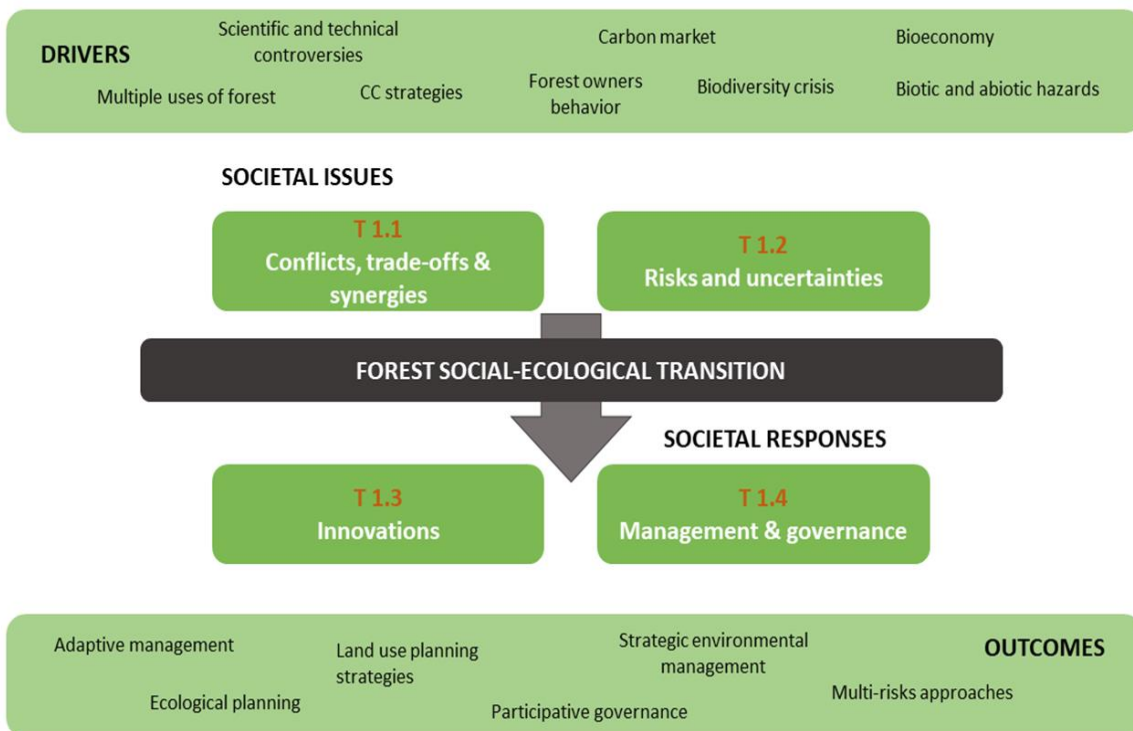 DRIVERS
Scientific and technical
controversies
Carbon market
Bioeconomy
Multiple uses of forest
CC strategies
Forest owners
behavior
Biodiversity crisis
Biotic and abiotic hazards
SOCIETAL ISSUES
T 1.1
Conflicts, trade-offs &
synergies
T 1.2
Risks and uncertainties
FOREST SOCIAL-ECOLOGICAL TRANSITION
SOCIETAL RESPONSES
T 1.3
Innovations
T 1.4
Management & governance
Adaptive management
Land use planning
strategies
Strategic environmental
management
OUTCOMES
Ecological planning
Participative governance
Multi-risks approaches